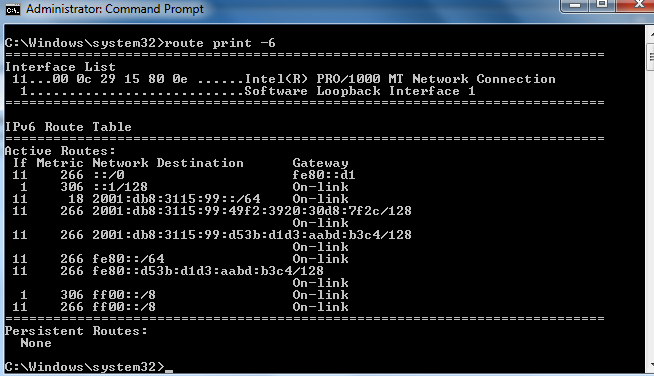 Administrator: Command Prompt
C:\Windows\system32>route print -6
===========================================================================
Interface List
 11...00 0c 29 15 80 0e ......Intel(R) PRO/1000 MT Network Connection
  1...........................Software Loopback Interface 1
===========================================================================
IPv6 Route Table
===========================================================================
Active Routes:
 If Metric Network Destination      Gateway
 11    266 ::/0                     fe80::d1
  1    306 ::1/128                  On-link
 11     18 2001:db8:3115:99::/64    On-link
 11    266 2001:db8:3115:99:49f2:3920:30d8:7f2c/128
                                    On-link
 11    266 2001:db8:3115:99:d53b:d1d3:aabd:b3c4/128
                                    On-link
 11    266 fe80::/64                On-link
 11    266 fe80::d53b:d1d3:aabd:b3c4/128
                                    On-link
  1    306 ff00::/8                 On-link
 11    266 ff00::/8                 On-link
===========================================================================
Persistent Routes:
  None
C:\Windows\system32>_